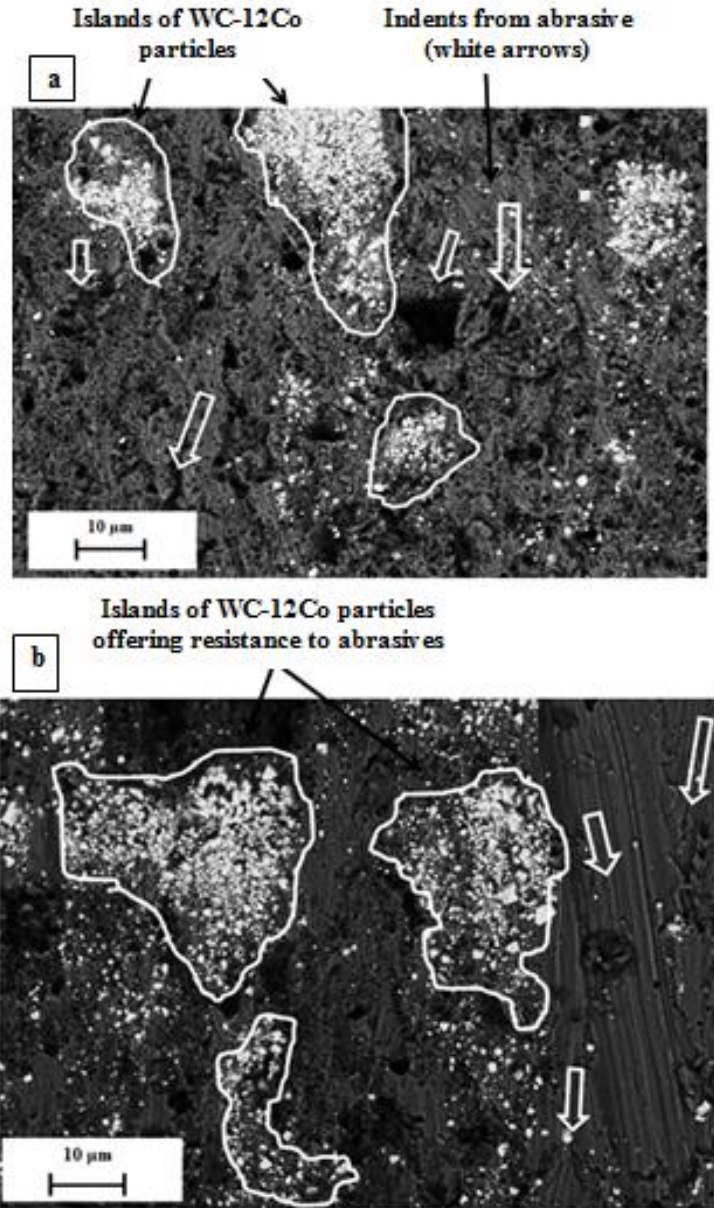 Islands of WC-12Co
particles
Indents from abrasive
(white arrows)
a
10 µm
Islands of WC-12Co particles
offering resistance to abrasives
b
10 µm